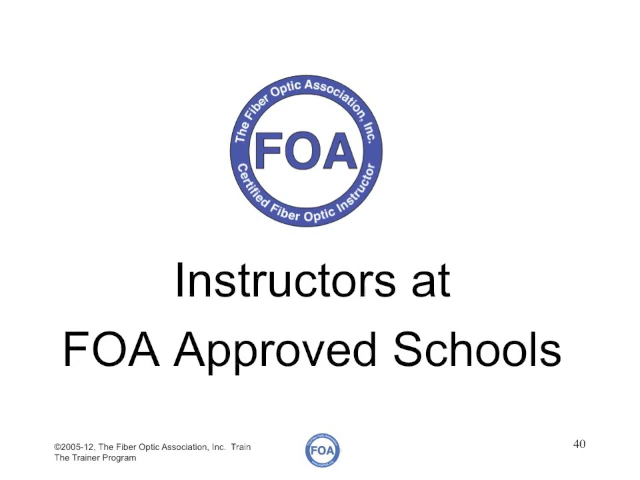 The Fiber Optic Association, Inc.
FOA
Certified Fiber Optic Instructor
Instructors at
FOA Approved Schools
©2005-12, The Fiber Optic Association, Inc. Train
The Trainer Program
FOA
40